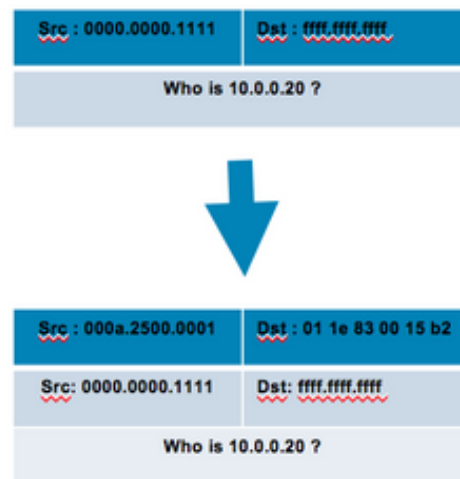 Src : 0000.0000.1111 Dst : ffff.ffff.ffff
Who is 10.0.0.20 ?
Src : 000a.2500.0001 Dst : 01 1e 83 00 15 b2
Src: 0000.0000.1111 Dst: ffff.ffff.ffff
Who is 10.0.0.20 ?